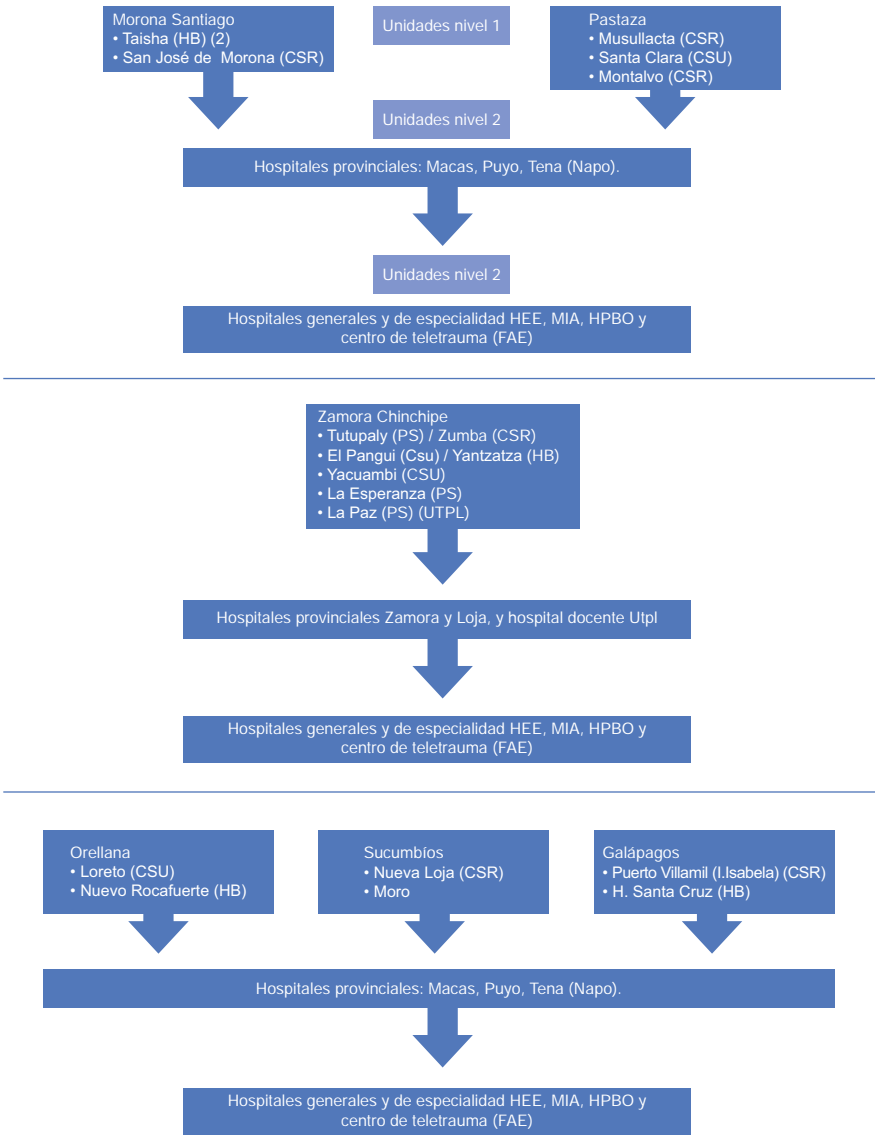 Morona Santiago
• Taisha (HB) (2)
• San José de Morona (CSR)
Unidades nivel 1
Pastaza
• Musullacta (CSR)
• Santa Clara (CSU)
• Montalvo (CSR)
Unidades nivel 2
Hospitales provinciales: Macas, Puyo, Tena (Napo).
Unidades nivel 2
Hospitales generales y de especialidad HEE, MIA, HPBO y
centro de teletrauma (FAE)
Zamora Chinchipe
• Tutupaly (PS) / Zumba (CSR)
• El Pangui (Csu) / Yantzatza (HB)
• Yacuambi (CSU)
• La Esperanza (PS)
• La Paz (PS) (UTPL)
Hospitales provinciales Zamora y Loja, y hospital docente Utpl
Hospitales generales y de especialidad HEE, MIA, HPBO y
centro de teletrauma (FAE)
Orellana
• Loreto (CSU)
• Nuevo Rocafuerte (HB)
Sucumbíos
• Nueva Loja (CSR)
• Moro
Galápagos
• Puerto Villamil (I.Isabela) (CSR)
• H. Santa Cruz (HB)
Hospitales provinciales: Macas, Puyo, Tena (Napo).
Hospitales generales y de especialidad HEE, MIA, HPBO y
centro de teletrauma (FAE)